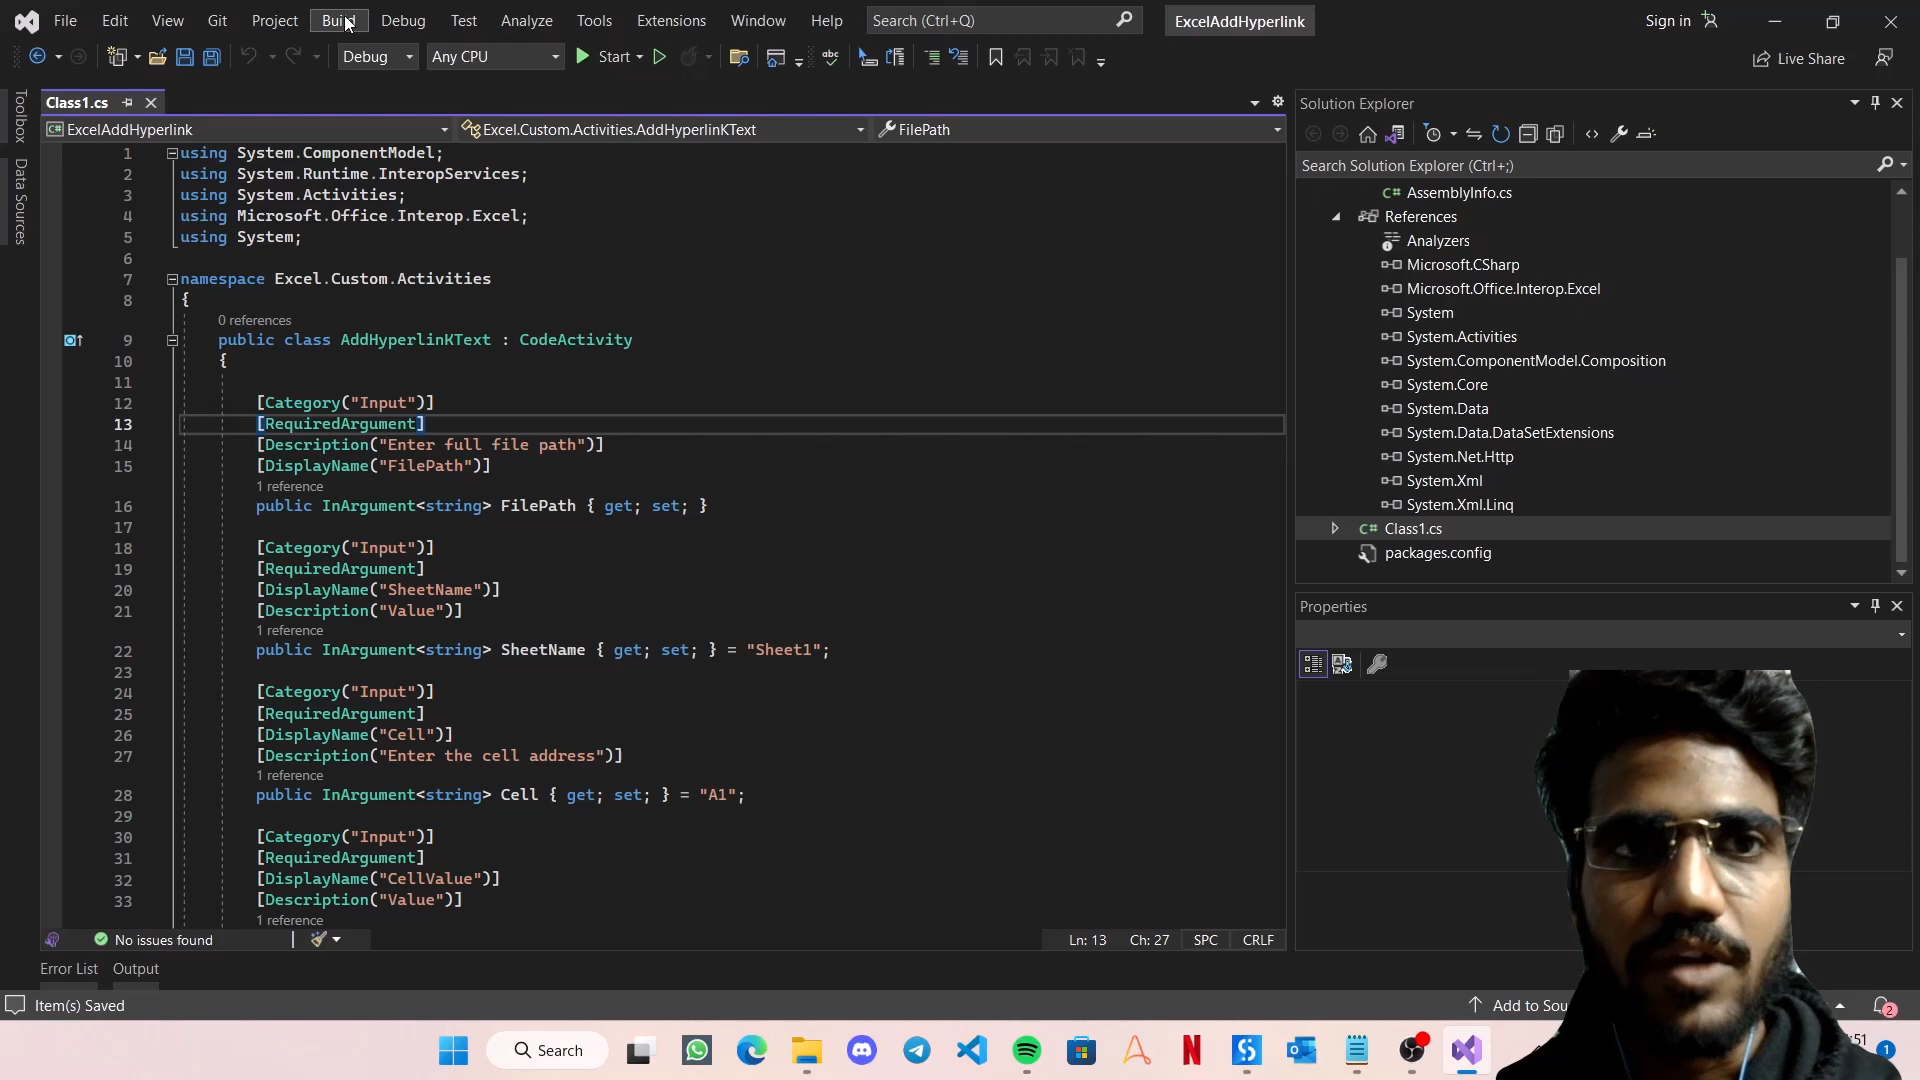 File Edit View Git Project Build Debug Test Analyze Tools Extensions Window Help Search (Ctrl+Q) ExcelAddHyperlink Sign in
Debug Any CPU Start Live Share
Toolbox
Data Sources
Class1.cs
ExcelAddHyperlink Excel.Custom.Activities.AddHyperlinKText FilePath
1 using System.ComponentModel;
2 using System.Runtime.InteropServices;
3 using System.Activities;
4 using Microsoft.Office.Interop.Excel;
5 using System;
6
7 namespace Excel.Custom.Activities
8 {
0 references
9 public class AddHyperlinKText : CodeActivity
10 {
11
12 [Category("Input")]
13 [RequiredArgument]
14 [Description("Enter full file path")]
15 [DisplayName("FilePath")]
1 reference
16 public InArgument<string> FilePath { get; set; }
17
18 [Category("Input")]
19 [RequiredArgument]
20 [DisplayName("SheetName")]
21 [Description("Value")]
1 reference
22 public InArgument<string> SheetName { get; set; } = "Sheet1";
23
24 [Category("Input")]
25 [RequiredArgument]
26 [DisplayName("Cell")]
27 [Description("Enter the cell address")]
1 reference
28 public InArgument<string> Cell { get; set; } = "A1";
29
30 [Category("Input")]
31 [RequiredArgument]
32 [DisplayName("CellValue")]
33 [Description("Value")]
1 reference
No issues found Ln: 13 Ch: 27 SPC CRLF
Error List Output
Solution Explorer
Search Solution Explorer (Ctrl+;)
C# AssemblyInfo.cs
References
Analyzers
Microsoft.CSharp
Microsoft.Office.Interop.Excel
System
System.Activities
System.ComponentModel.Composition
System.Core
System.Data
System.Data.DataSetExtensions
System.Net.Http
System.Xml
System.Xml.Linq
C# Class1.cs
packages.config
Properties
Item(s) Saved Add to Sou 2
Search 51 1